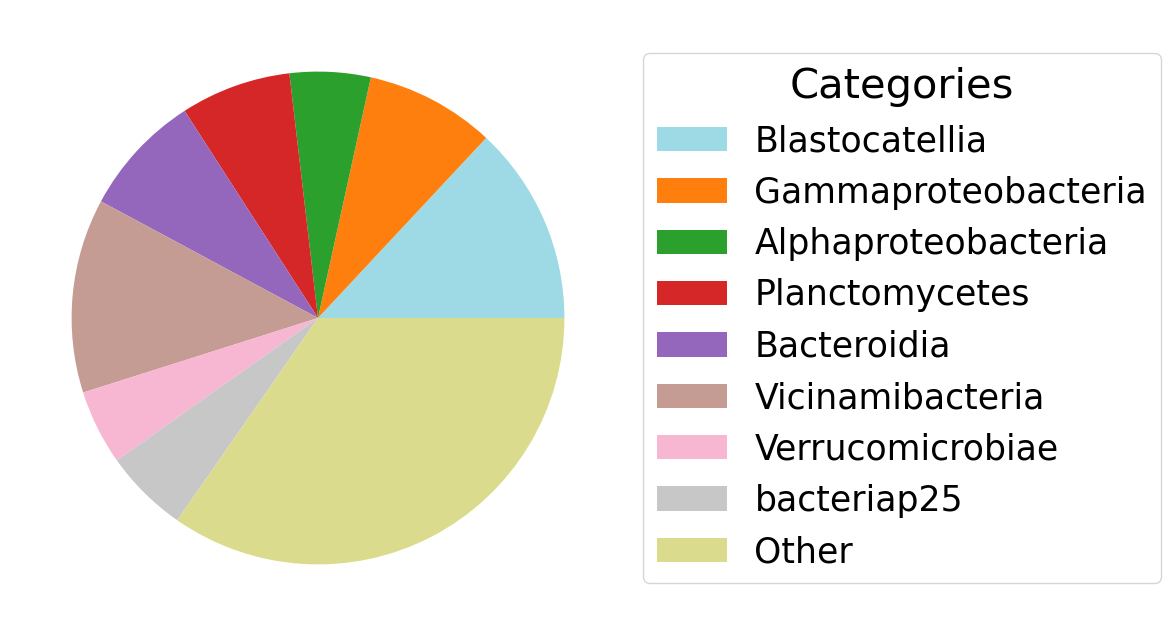 Categories
Blastocatellia
Gammaproteobacteria
Alphaproteobacteria
Planctomycetes
Bacteroidia
Vicinamibacteria
Verrucomicrobiae
bacteriap25
Other